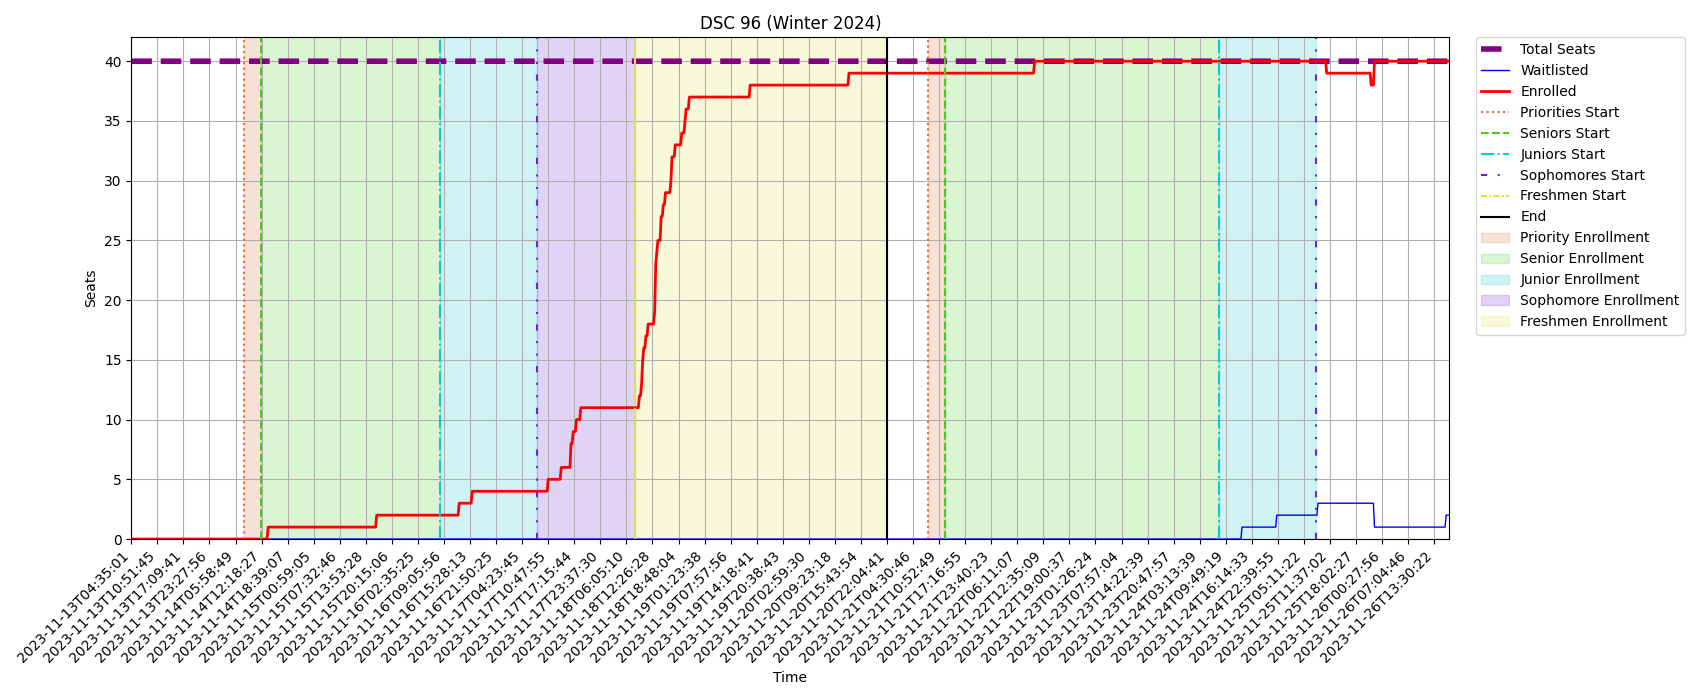 DSC 96 (Winter 2024)
Seats
40
35
30
25
20
15
10
5
0
2023-11-13T04:35:01
2023-11-13T10:51:45
2023-11-13T17:09:41
2023-11-13T23:27:56
2023-11-14T05:58:49
2023-11-14T12:18:27
2023-11-14T18:39:07
2023-11-15T00:59:05
2023-11-15T07:32:46
2023-11-15T13:53:28
2023-11-15T20:15:06
2023-11-16T02:35:25
2023-11-16T09:05:56
2023-11-16T15:28:13
2023-11-16T21:50:25
2023-11-17T04:23:45
2023-11-17T10:47:55
2023-11-17T17:15:44
2023-11-17T23:37:30
2023-11-18T06:05:10
2023-11-18T12:26:28
2023-11-18T18:48:04
2023-11-19T01:23:38
2023-11-19T07:57:56
2023-11-19T14:18:41
2023-11-19T20:38:43
2023-11-20T02:59:30
2023-11-20T09:23:18
2023-11-20T15:43:54
2023-11-20T22:04:41
2023-11-21T04:30:46
2023-11-21T10:52:49
2023-11-21T17:16:55
2023-11-21T23:40:23
2023-11-22T06:11:07
2023-11-22T12:35:09
2023-11-22T19:00:37
2023-11-23T01:26:24
2023-11-23T07:57:04
2023-11-23T14:22:39
2023-11-23T20:47:57
2023-11-24T03:13:39
2023-11-24T09:49:19
2023-11-24T16:14:33
2023-11-24T22:39:55
2023-11-25T05:11:22
2023-11-25T11:37:02
2023-11-25T18:02:27
2023-11-26T00:27:56
2023-11-26T07:04:46
2023-11-26T13:30:22
Time
Total Seats
Waitlisted
Enrolled
Priorities Start
Seniors Start
Juniors Start
Sophomores Start
Freshmen Start
End
Priority Enrollment
Senior Enrollment
Junior Enrollment
Sophomore Enrollment
Freshmen Enrollment